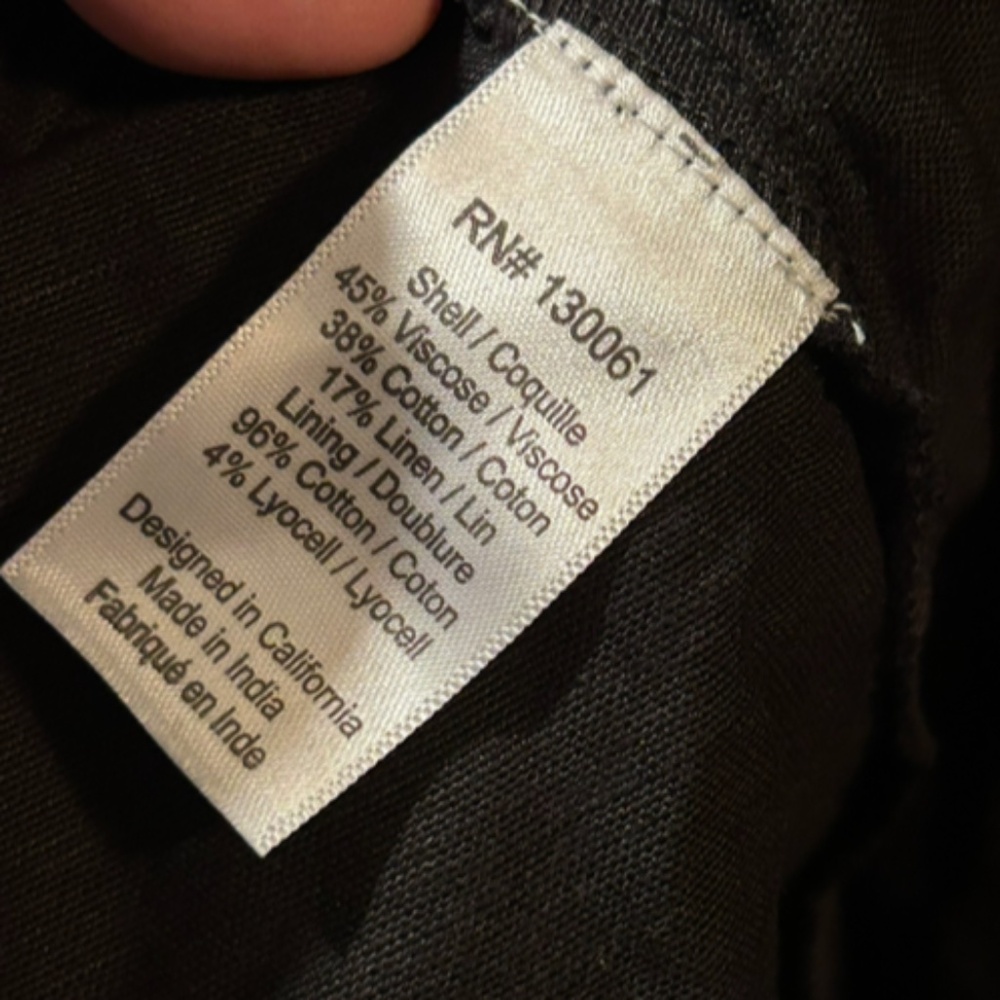 RN# 130061
Shell / Coquille
45% Viscose / Viscose
38% Cotton / Coton
17% Linen / Lin
Lining / Doublure
96% Cotton / Coton
4% Lyocell / Lyocell
Designed in California
Made in India
Fabriqué en Inde